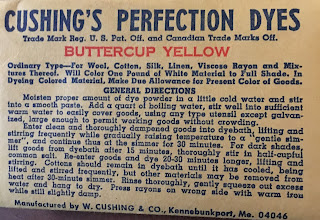 CUSHING'S PERFECTION DYES
Trade Mark Reg. U. S. Pat. Off. and Canadian Trade Marks Off.
BUTTERCUP YELLOW
Ordinary Type—For Wool, Cotton, Silk, Linen, Viscose Rayon and Mix-
tures Thereof. Will Color One Pound of White Material to Full Shade. In
Dyeing Colored Material, Make Due Allowance for Present Color of Goods.
GENERAL DIRECTIONS
Moisten proper amount of dye powder in a little cold water and stir
into a smooth paste. Add a quart of boiling water, stir well into sufficient
warm water to easily cover goods, using any type utensil except galvan-
ized, large enough to permit working goods without crowding.
Enter clean and thoroughly dampened goods into dyebath, lifting and
stirring frequently while gradually raising temperature to a "gentle sim-
mer", and continue thus at the simmer for 30 minutes. For dark shades,
lift goods from dyebath after 15 minutes, thoroughly stir in half-cupful
common salt. Re-enter goods and dye 20-30 minutes longer, lifting and
stirring. Cottons should remain in dyebath until it has cooled, being
lifted and stirred frequently, but other materials may be removed from
heat after 30-minute simmer. Rinse thoroughly, gently squeeze out excess
water and hang to dry. Press rayons on wrong side with warm iron
while still slightly damp.
Manufactured by W. CUSHING & CO., Kennebunkport, Me. 04046